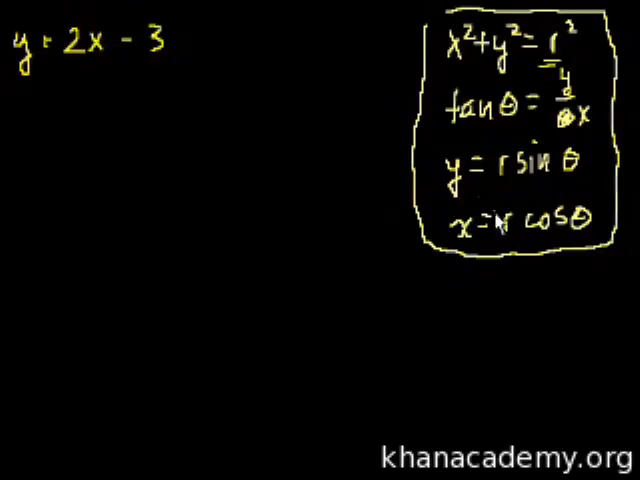 y = 2x - 3
x² + y² = r²
tan θ = y/x
y = r sin θ
x = r cos θ
khanacademy.org